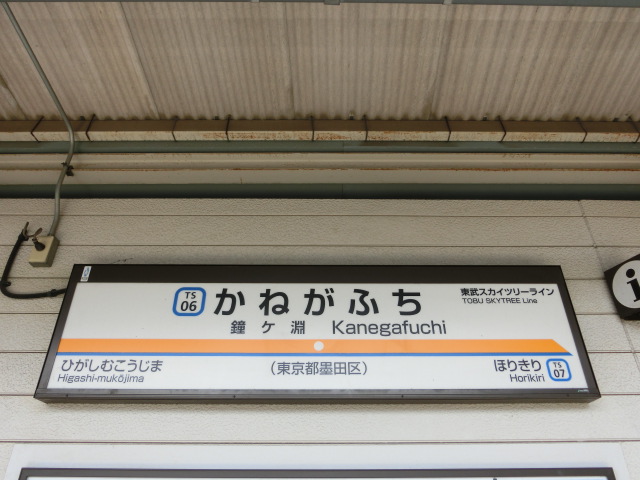 TS
06
かねがふち
東武スカイツリーライン
TOBU SKYTREE Line
鐘ヶ淵 Kanegafuchi
ひがしむこうじま
Higashi-mukōjima
（東京都墨田区）
ほりきり
Horikiri
TS
07
i